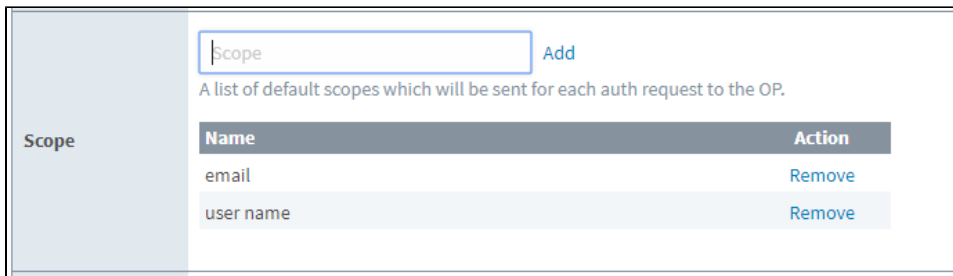 Scope Add
A list of default scopes which will be sent for each auth request to the OP.
Scope
Name Action
email Remove
user name Remove